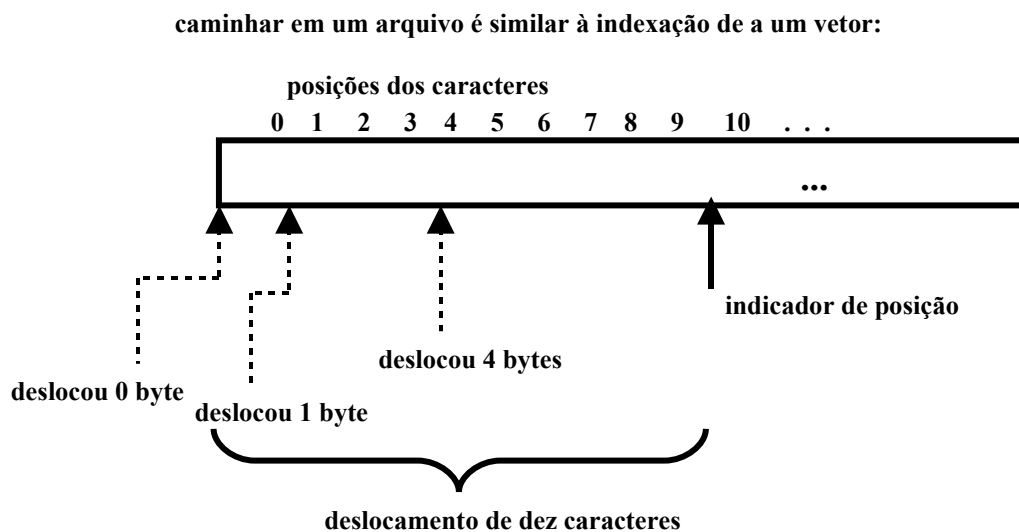 caminhar em um arquivo é similar à indexação de a um vetor:
posições dos caracteres
0 1 2 3 4 5 6 7 8 9 10 . . .
...
indicador de posição
deslocou 4 bytes
deslocou 0 byte
deslocou 1 byte
deslocamento de dez caracteres